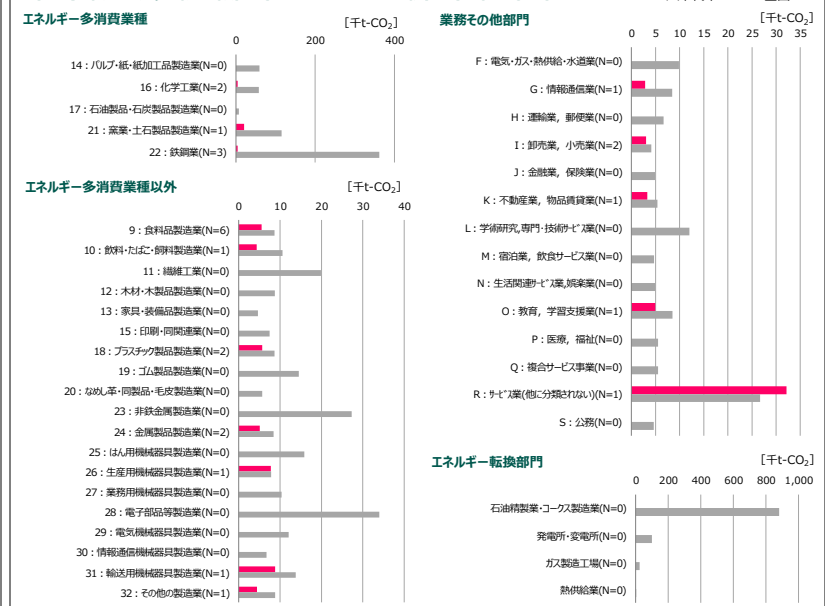 エネルギー多消費業種
[千t-CO₂]
0 200 400
14：パルプ・紙・紙加工品製造業(N=0)
16：化学工業(N=2)
17：石油製品・石炭製品製造業(N=0)
21：窯業・土石製品製造業(N=1)
22：鉄鋼業(N=3)
エネルギー多消費業種以外
[千t-CO₂]
0 10 20 30 40
9：食料品製造業(N=6)
10：飲料・たばこ・飼料製造業(N=1)
11：繊維工業(N=0)
12：木材・木製品製造業(N=0)
13：家具・装備品製造業(N=0)
15：印刷・同関連業(N=0)
18：プラスチック製品製造業(N=2)
19：ゴム製品製造業(N=0)
20：なめし革・同製品・毛皮製造業(N=0)
23：非鉄金属製造業(N=0)
24：金属製品製造業(N=2)
25：はん用機械器具製造業(N=0)
26：生産用機械器具製造業(N=1)
27：業務用機械器具製造業(N=0)
28：電子部品等製造業(N=0)
29：電気機械器具製造業(N=0)
30：情報通信機械器具製造業(N=0)
31：輸送用機械器具製造業(N=1)
32：その他の製造業(N=1)
業務その他部門
[千t-CO₂]
0 5 10 15 20 25 30 35
F：電気・ガス・熱供給・水道業(N=0)
G：情報通信業(N=1)
H：運輸業，郵便業(N=0)
I：卸売業，小売業(N=2)
J：金融業，保険業(N=0)
K：不動産業，物品賃貸業(N=1)
L：学術研究,専門・技術サービス業(N=0)
M：宿泊業，飲食サービス業(N=0)
N：生活関連サービス業,娯楽業(N=0)
O：教育，学習支援業(N=1)
P：医療，福祉(N=0)
Q：複合サービス事業(N=0)
R：サービス業(他に分類されない)(N=1)
S：公務(N=0)
エネルギー転換部門
[千t-CO₂]
0 200 400 600 800 1,000
石油精製業・コークス製造業(N=0)
発電所・変電所(N=0)
ガス製造工場(N=0)
熱供給業(N=0)